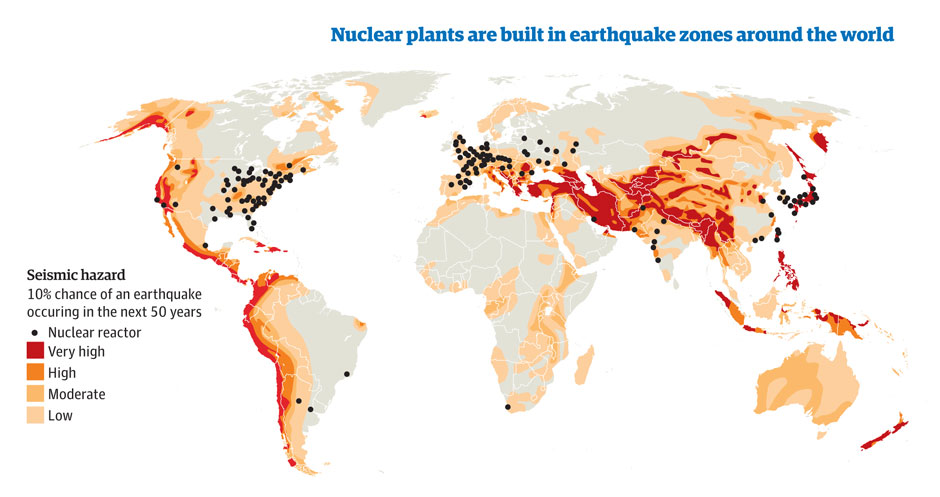 Nuclear plants are built in earthquake zones around the world
Seismic hazard
10% chance of an earthquake
occuring in the next 50 years
Nuclear reactor
Very high
High
Moderate
Low